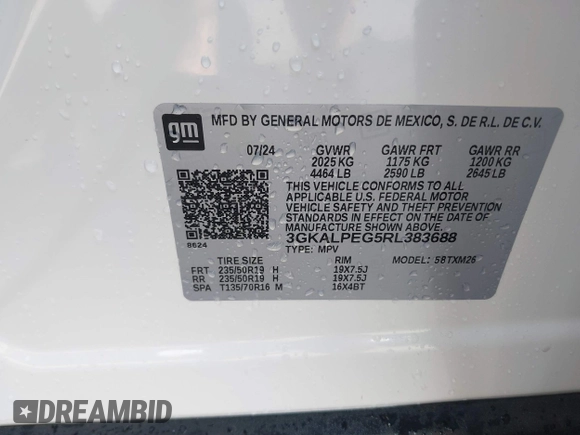 gm
MFD BY GENERAL MOTORS DE MEXICO, S. DE R.L. DE C.V.
07/24 GVWR GAWR FRT GAWR RR
2025 KG 1175 KG 1200 KG
4464 LB 2590 LB 2645 LB
THIS VEHICLE CONFORMS TO ALL
APPLICABLE U.S. FEDERAL MOTOR
VEHICLE SAFETY AND THEFT PREVENTION
STANDARDS IN EFFECT ON THE DATE OF
MANUFACTURE SHOWN ABOVE.
3GKALPEG5RL383688
8624
TYPE: MPV MODEL: 58TXM26
TIRE SIZE RIM
FRT 235/50R19 H 19X7.5J
RR 235/50R19 H 19X7.5J
SPA T135/70R16 M 16X4BT
DREAMBID